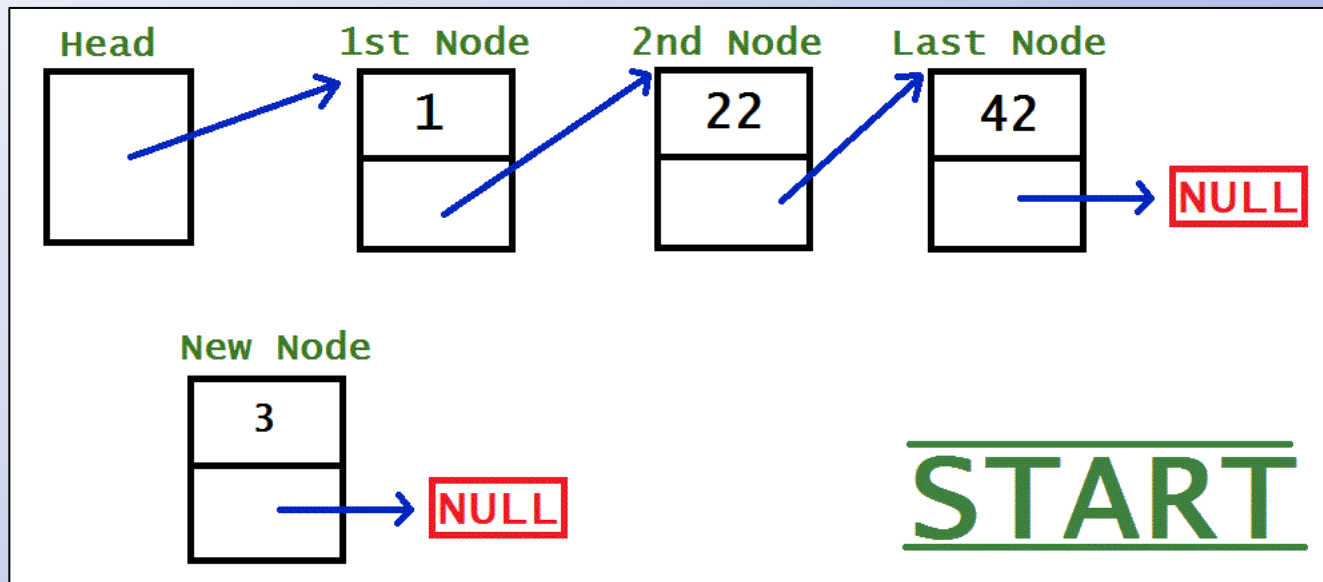 Head 1st Node 2nd Node Last Node
1 22 42
NULL
New Node
3
NULL
START